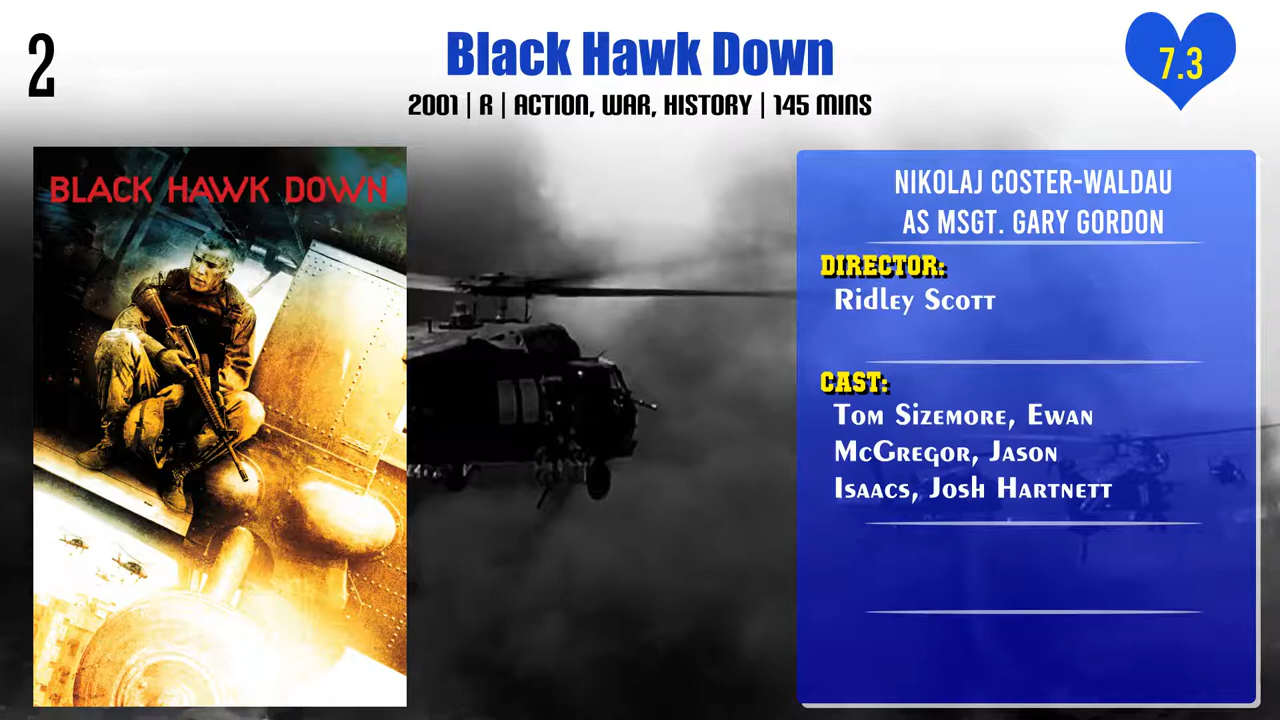 2
Black Hawk Down
2001 | R | ACTION, WAR, HISTORY | 145 MINS
7.3
BLACK HAWK DOWN
NIKOLAJ COSTER-WALDAU
AS MSGT. GARY GORDON
DIRECTOR:
Ridley Scott
CAST:
Tom Sizemore, Ewan
McGregor, Jason
Isaacs, Josh Hartnett